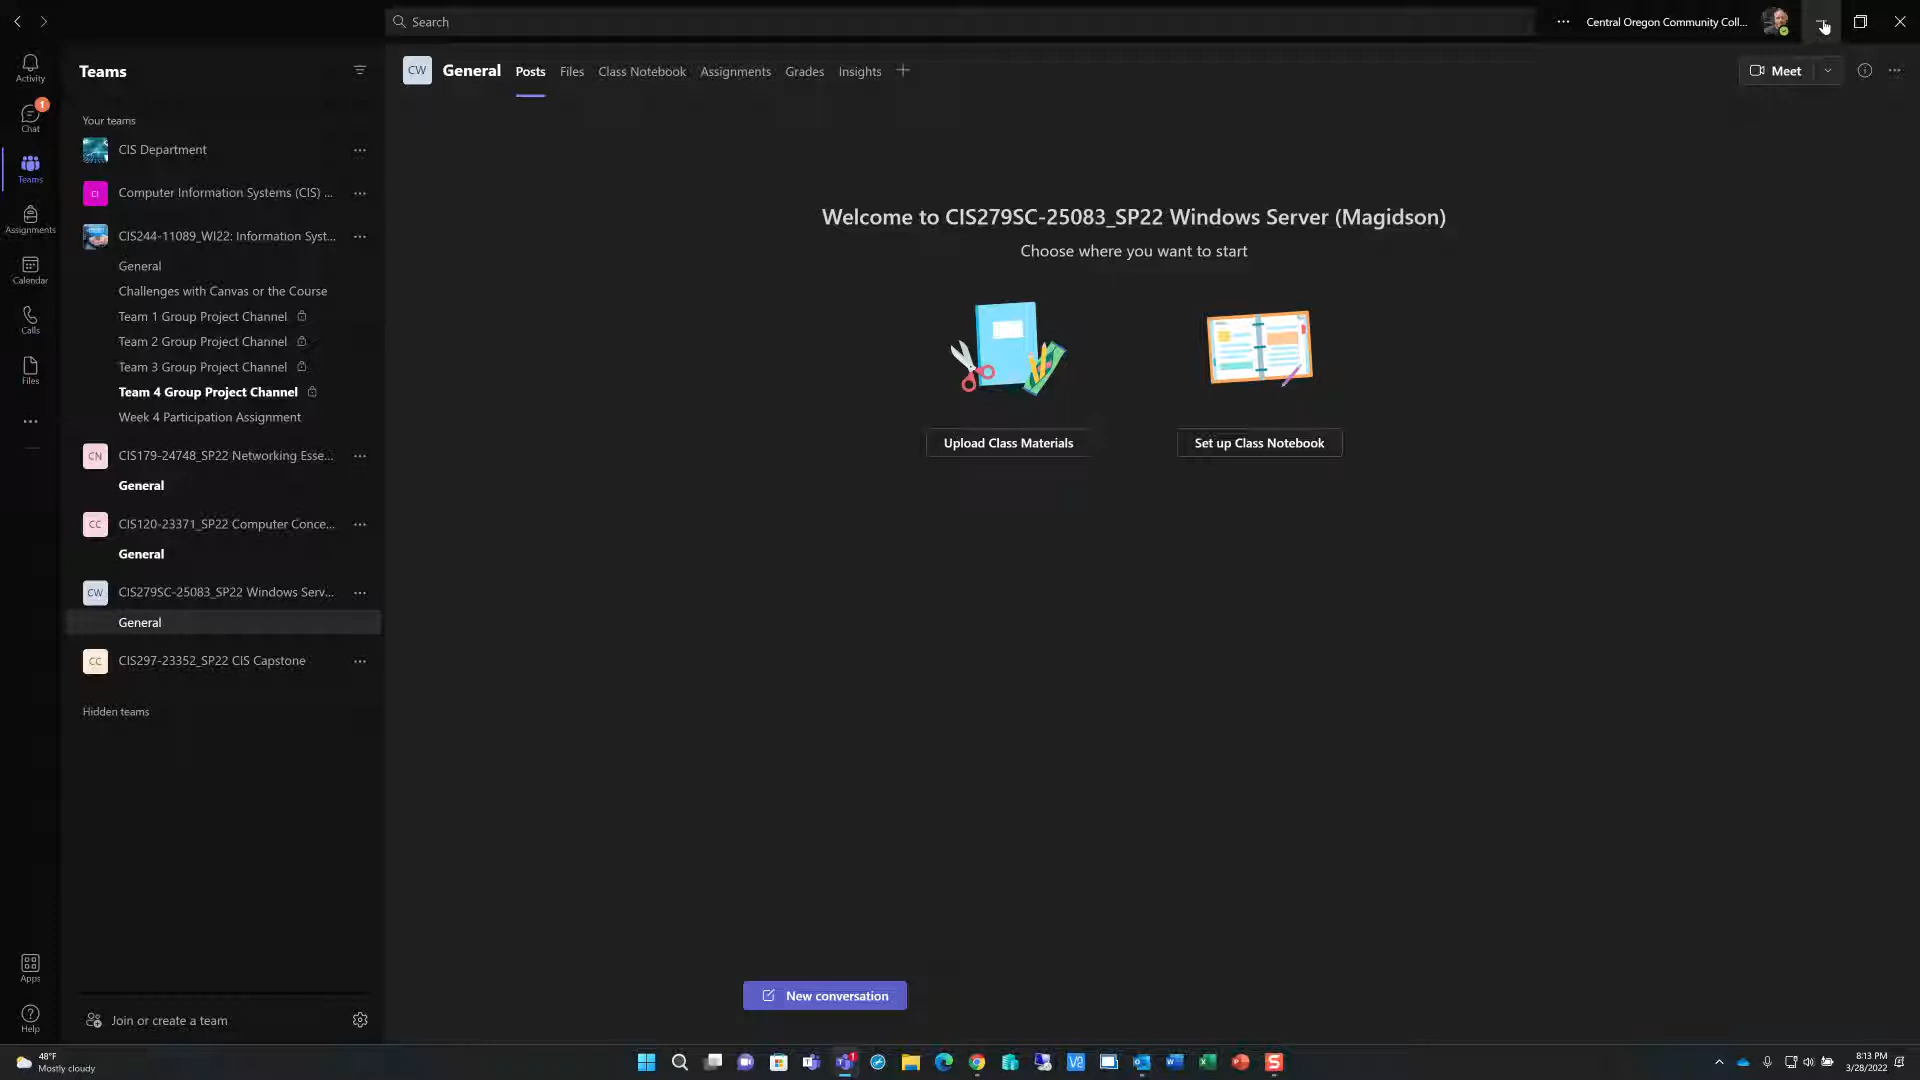 Search
Central Oregon Community Coll...
Activity
Chat
1
Teams
Assignments
Calendar
Calls
Files
Apps
Help
Teams
Your teams
CIS Department
CI
Computer Information Systems (CIS) ...
CIS244-11089_WI22: Information Syst...
General
Challenges with Canvas or the Course
Team 1 Group Project Channel
Team 2 Group Project Channel
Team 3 Group Project Channel
Team 4 Group Project Channel
Week 4 Participation Assignment
CN
CIS179-24748_SP22 Networking Esse...
General
CC
CIS120-23371_SP22 Computer Conce...
General
CW
CIS279SC-25083_SP22 Windows Serv...
General
CC
CIS297-23352_SP22 CIS Capstone
Hidden teams
Join or create a team
CW
General
Posts
Files
Class Notebook
Assignments
Grades
Insights
Meet
Welcome to CIS279SC-25083_SP22 Windows Server (Magidson)
Choose where you want to start
Upload Class Materials
Set up Class Notebook
New conversation
48°F
Mostly cloudy
8:13 PM
3/28/2022